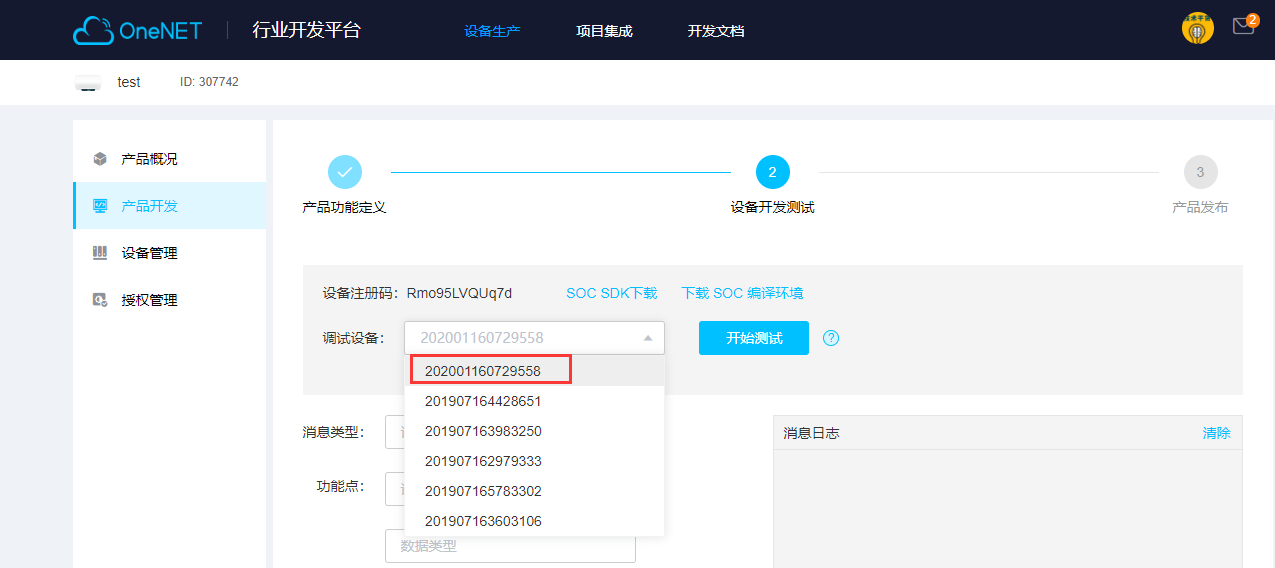 OneNET 行业开发平台 设备生产 项目集成 开发文档 2
test ID: 307742
产品概况
产品开发
设备管理
授权管理
2 3
产品功能定义 设备开发测试 产品发布
设备注册码: Rmo95LVQUq7d SOC SDK下载 下载 SOC 编译环境
调试设备: 202001160729558 开始测试 ?
202001160729558
201907164428651
201907163983250
201907162979333
201907165783302
201907163603106
消息类型:
功能点:
数据类型
消息日志 清除